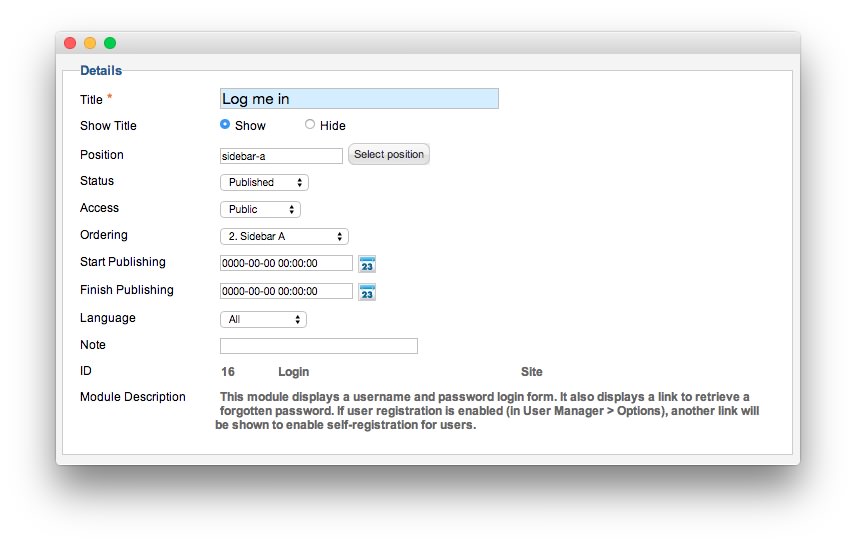 Details
Title *
Log me in
Show Title
Show
Hide
Position
sidebar-a
Select position
Status
Published
Access
Public
Ordering
2. Sidebar A
Start Publishing
0000-00-00 00:00:00
23
Finish Publishing
0000-00-00 00:00:00
23
Language
All
Note
ID
16
Login
Site
Module Description
This module displays a username and password login form. It also displays a link to retrieve a
forgotten password. If user registration is enabled (in User Manager > Options), another link will
be shown to enable self-registration for users.